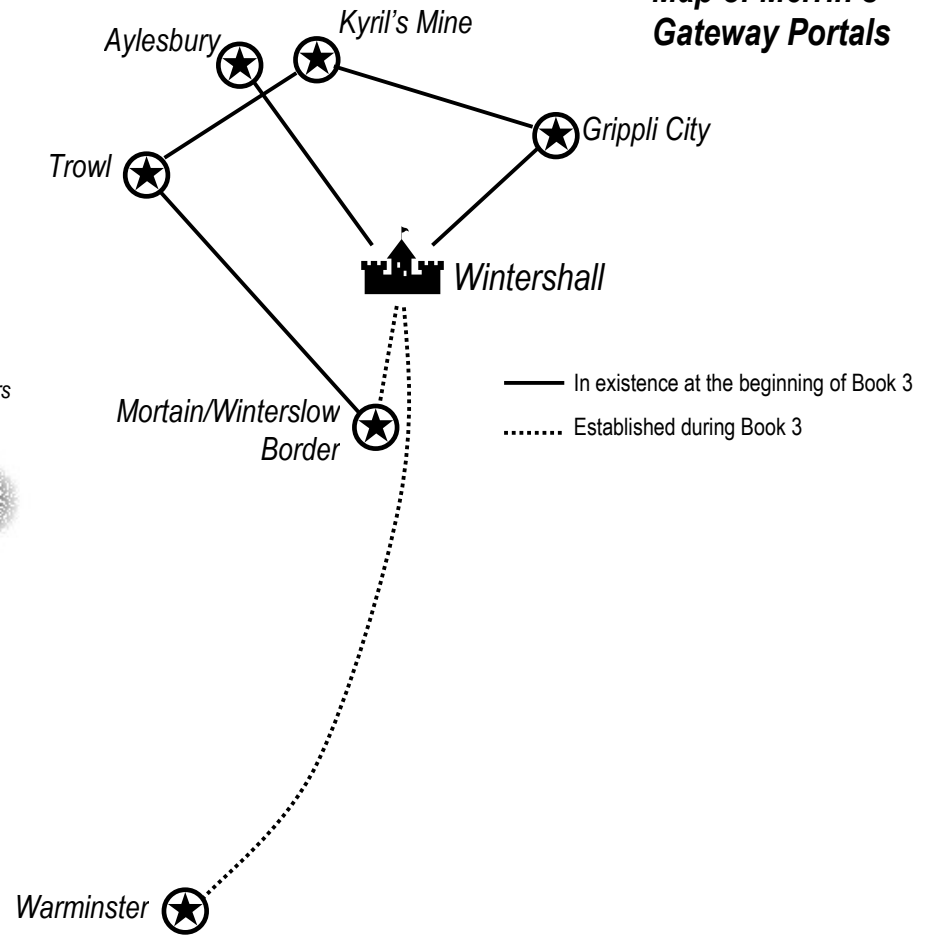 Gateway Portals
Kyril's Mine
Aylesbury
Grippli City
Trowl
Wintershall
In existence at the beginning of Book 3
Mortain/Winterslow
Border
Established during Book 3
Warminster